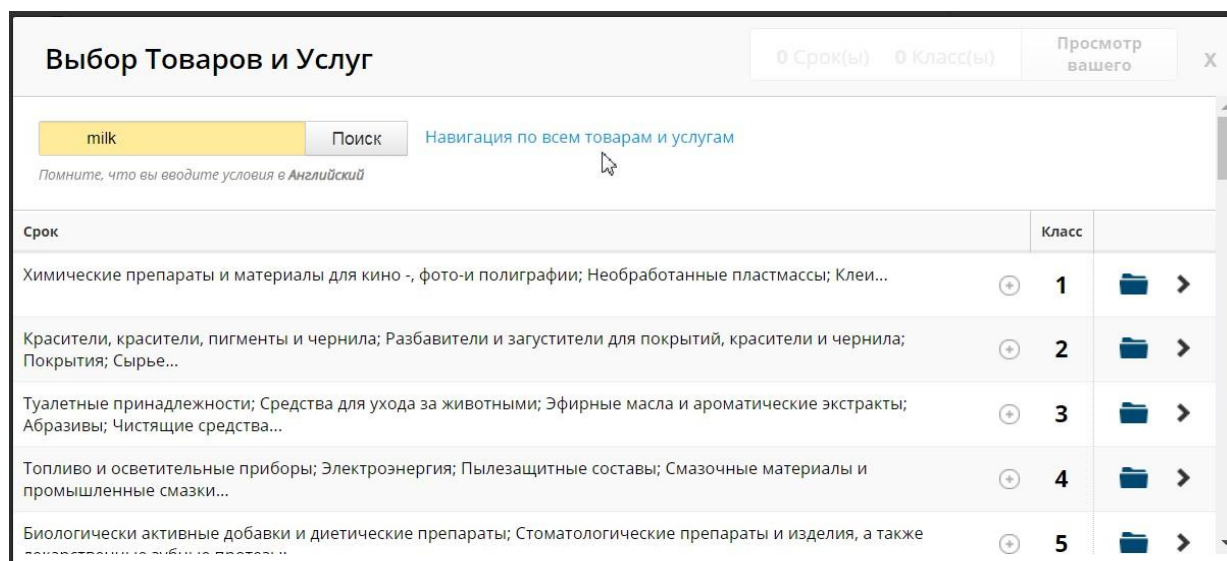 Выбор Товаров и Услуг
0 Срок(ы) 0 Класс(ы)
Просмотр
вашего
X
milk
Поиск
Навигация по всем товарам и услугам
Помните, что вы вводите условия в Английский
Срок
Класс
Химические препараты и материалы для кино -, фото-и полиграфии; Необработанные пластмассы; Клеи...
1
Красители, красители, пигменты и чернила; Разбавители и загустители для покрытий, красители и чернила;
Покрытия; Сырье...
2
Туалетные принадлежности; Средства для ухода за животными; Эфирные масла и ароматические экстракты;
Абразивы; Чистящие средства...
3
Топливо и осветительные приборы; Электроэнергия; Пылезащитные составы; Смазочные материалы и
промышленные смазки...
4
Биологически активные добавки и диетические препараты; Стоматологические препараты и изделия, а также
5